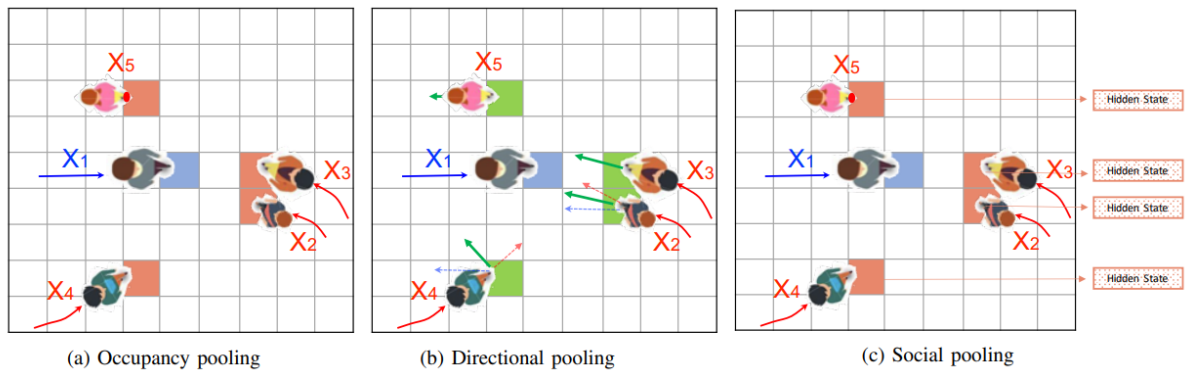 X5
X1
X3
X2
X4
(a) Occupancy pooling
X5
X1
X3
X2
X4
(b) Directional pooling
X5
Hidden State
X1
Hidden State
X3
Hidden State
X2
Hidden State
X4
(c) Social pooling